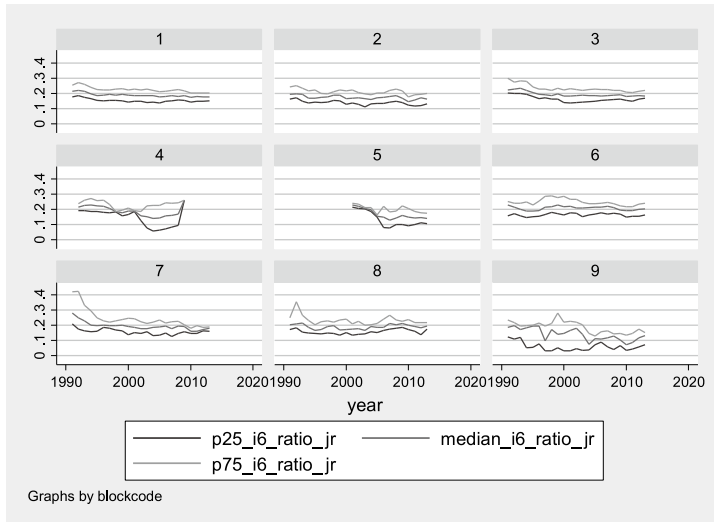 1 2 3
0 .1 .2 .3 .4
4 5 6
0 .1 .2 .3 .4
7 8 9
0 .1 .2 .3 .4
1990 2000 2010 2020 1990 2000 2010 2020 1990 2000 2010 2020
year
p25_i6_ratio_jr median_i6_ratio_jr
p75_i6_ratio_jr
Graphs by blockcode